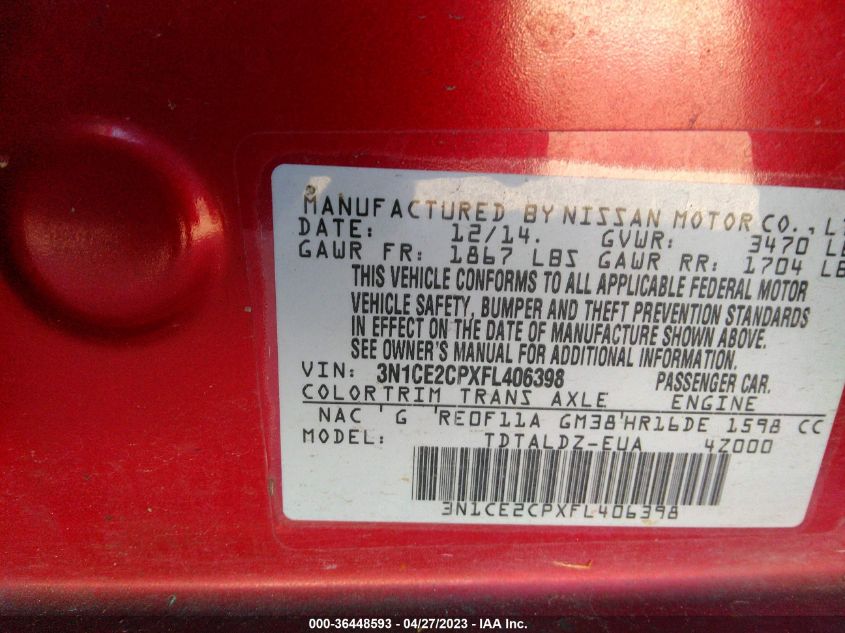 MANUFACTURED BY NISSAN MOTOR CO., LT
DATE: 12/14. GVWR: 3470 LB
GAWR FR: 1867 LBS GAWR RR: 1704 LB
THIS VEHICLE CONFORMS TO ALL APPLICABLE FEDERAL MOTOR
VEHICLE SAFETY, BUMPER AND THEFT PREVENTION STANDARDS
IN EFFECT ON THE DATE OF MANUFACTURE SHOWN ABOVE.
SEE OWNER'S MANUAL FOR ADDITIONAL INFORMATION.
VIN: 3N1CE2CPXFL406398 PASSENGER CAR.
COLORTRIM TRANS AXLE ENGINE
NAC ' G 'RE0F11A GM38'HR16DE 1598 CC
MODEL: TDTALDZ-EUA 4Z000
3N1CE2CPXFL406398
000-36448593 - 04/27/2023 - IAA Inc.